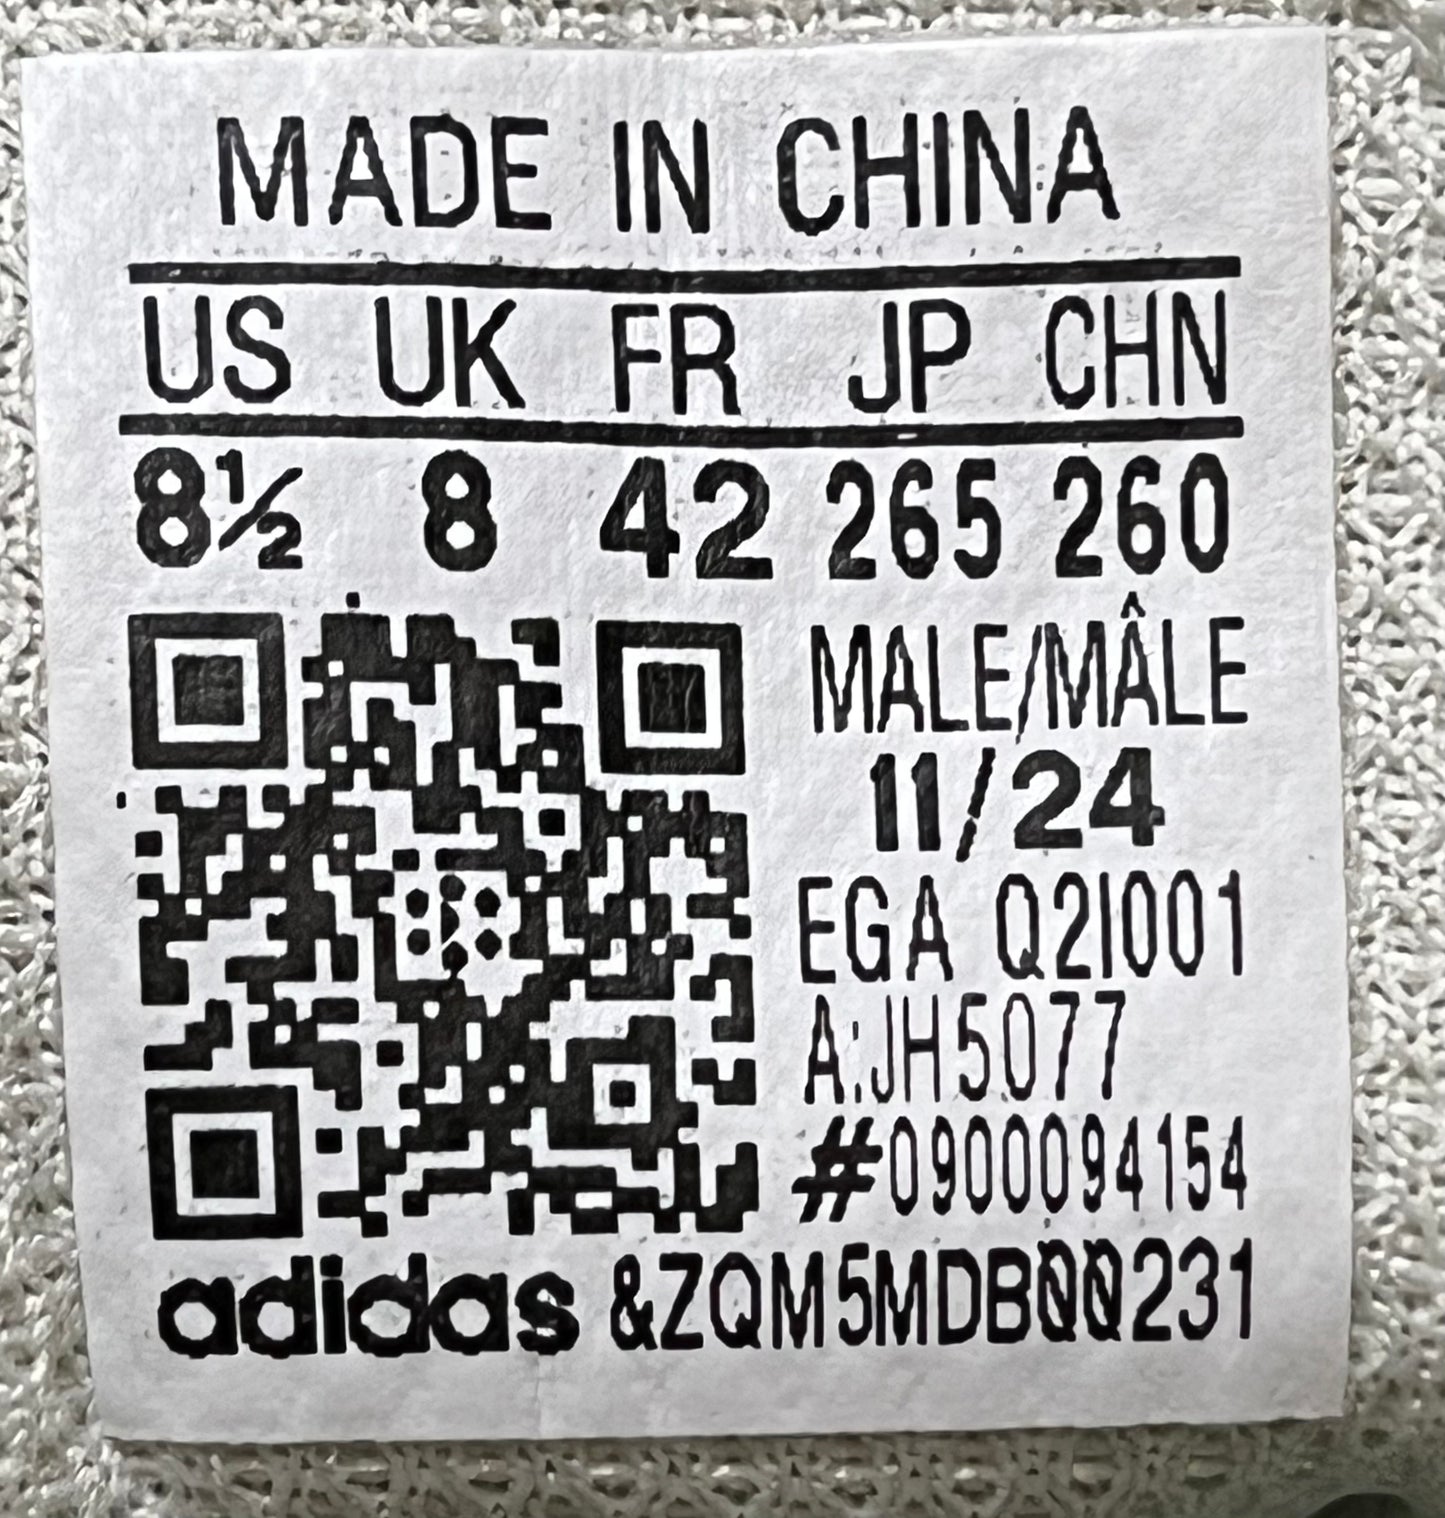 MADE IN CHINA
US UK FR JP CHN
8½ 8 42 265 260
MALE/MÂLE
11/24
EGA Q2I001
A:JH5077
#0900094154
adidas &ZQM5MDB00231